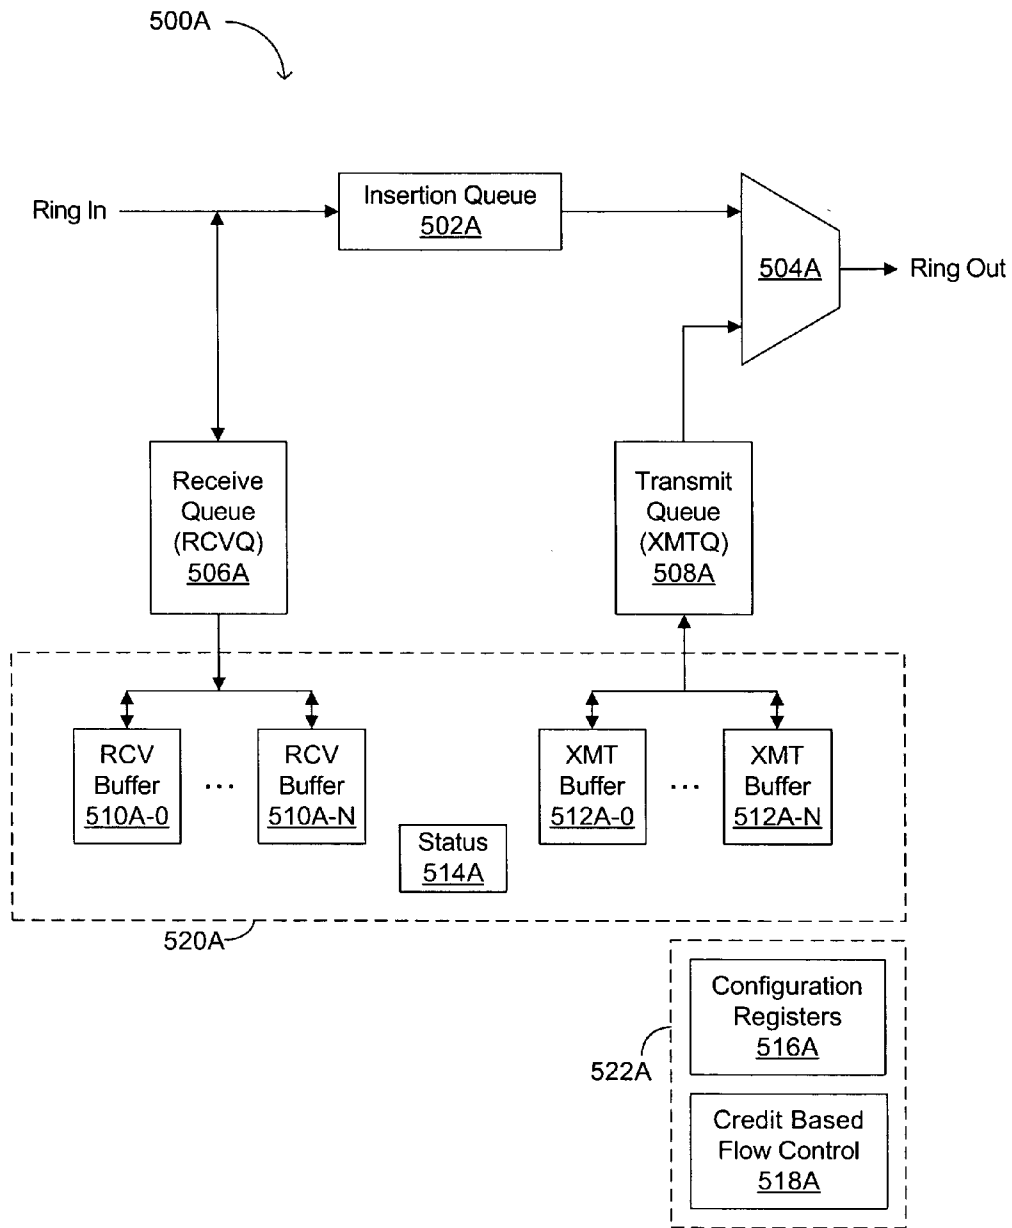 500A
Ring In
Insertion Queue
502A
504A
Ring Out
Receive
Queue
(RCVQ)
506A
Transmit
Queue
(XMTQ)
508A
RCV
Buffer
510A-0
...
RCV
Buffer
510A-N
XMT
Buffer
512A-0
...
XMT
Buffer
512A-N
Status
514A
520A
Configuration
Registers
516A
522A
Credit Based
Flow Control
518A